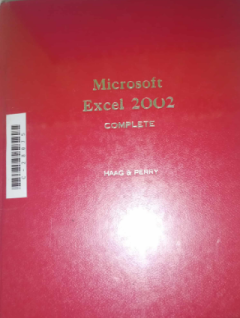 Microsoft
Excel 2002
COMPLETE
HAAG & PERRY